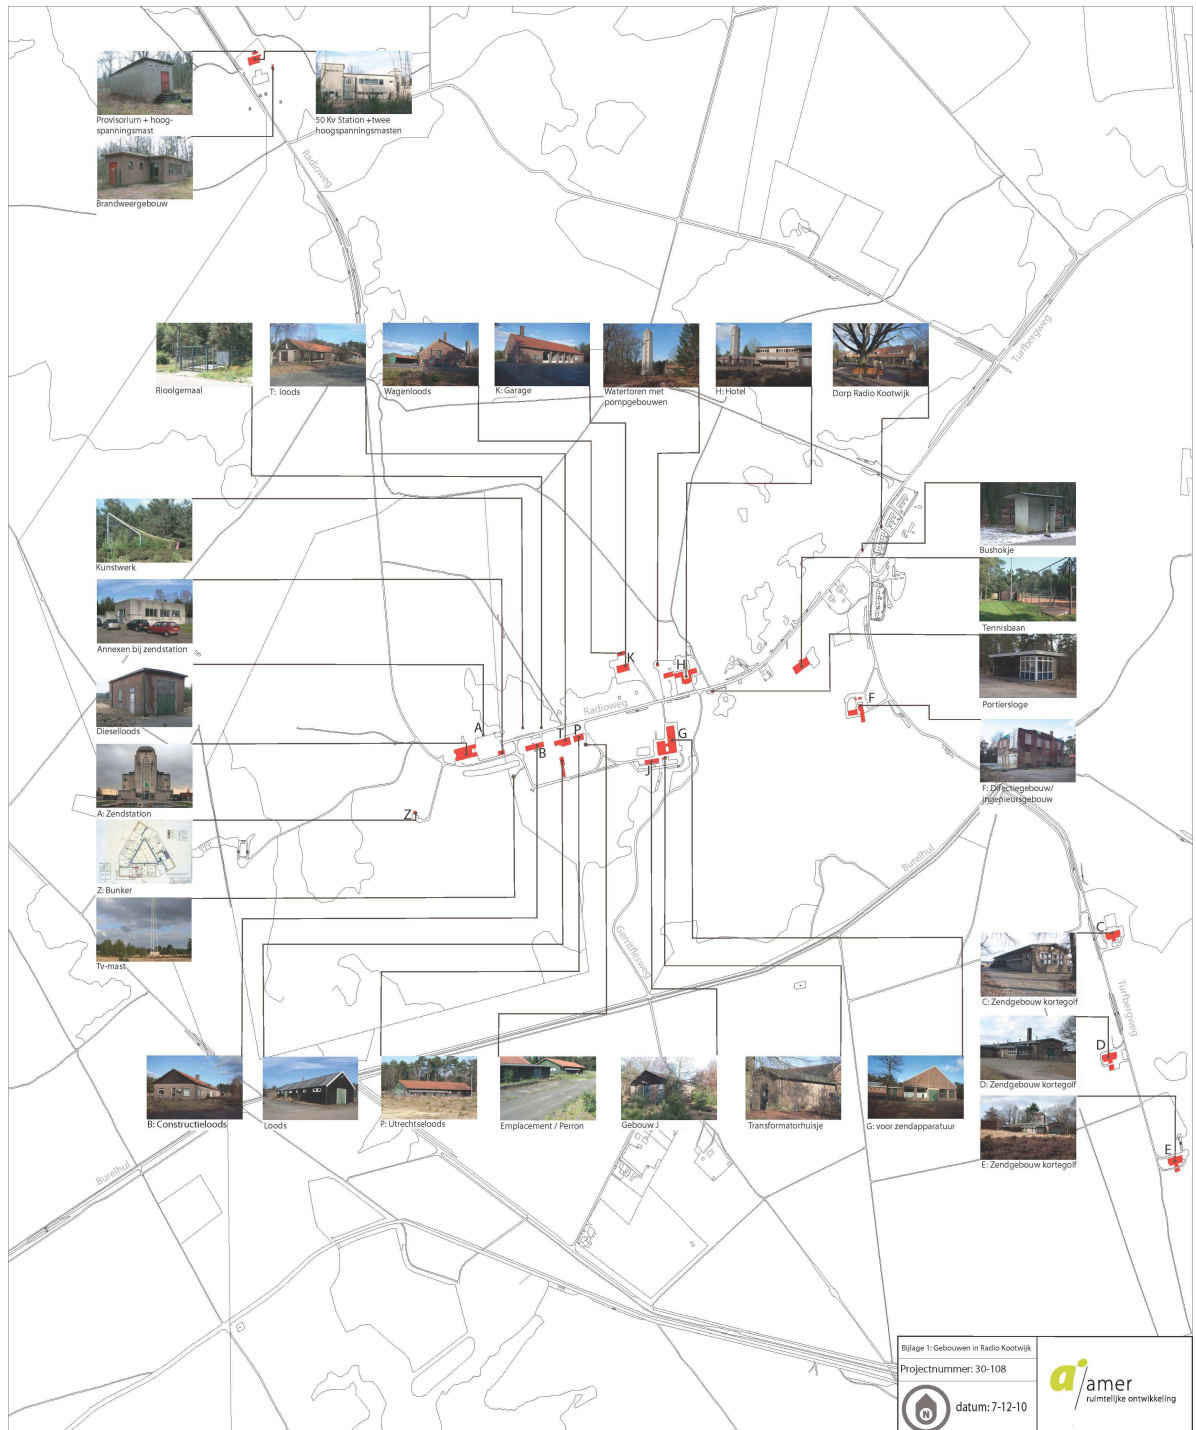 Provisorium + hoog-
spanningsmast
50 Kv Station +twee
hoogspanningsmasten
Brandweergebouw
Radioweg
Turfbergweg
Rioolgemaal
T: loods
Wagenloods
K: Garage
Watertoren met
pompgebouwen
H: Hotel
Dorp Radio Kootwijk
Kunstwerk
Bushokje
Annexen bij zendstation
Tennisbaan
Diesellods
Portiersloge
A: Zendstation
F: Directiegebouw/
ingenieursgebouw
Z: Bunker
Tv-mast
K
H
F
Radioweg
A
T
P
B
G
J
Z
Burelhul
Gerritflesweg
C
C: Zendgebouw kortegolf
Turfbergweg
D
D: Zendgebouw kortegolf
E
E: Zendgebouw kortegolf
B: Constructieloods
Loods
P: Utrechtseloods
Emplacement / Perron
Gebouw J
Transformatorhuisje
G: voor zendapparatuur
Burelhul
Bijlage 1: Gebouwen in Radio Kootwijk
Projectnummer: 30-108
N
datum: 7-12-10
a'
amer
ruimtelijke ontwikkeling